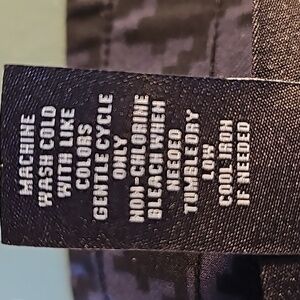 MACHINE
WASH COLD
WITH LIKE
COLORS
GENTLE CYCLE
ONLY
NON-CHLORINE
BLEACH WHEN
NEEDED
TUMBLE DRY
LOW
COOL IRON
IF NEEDED